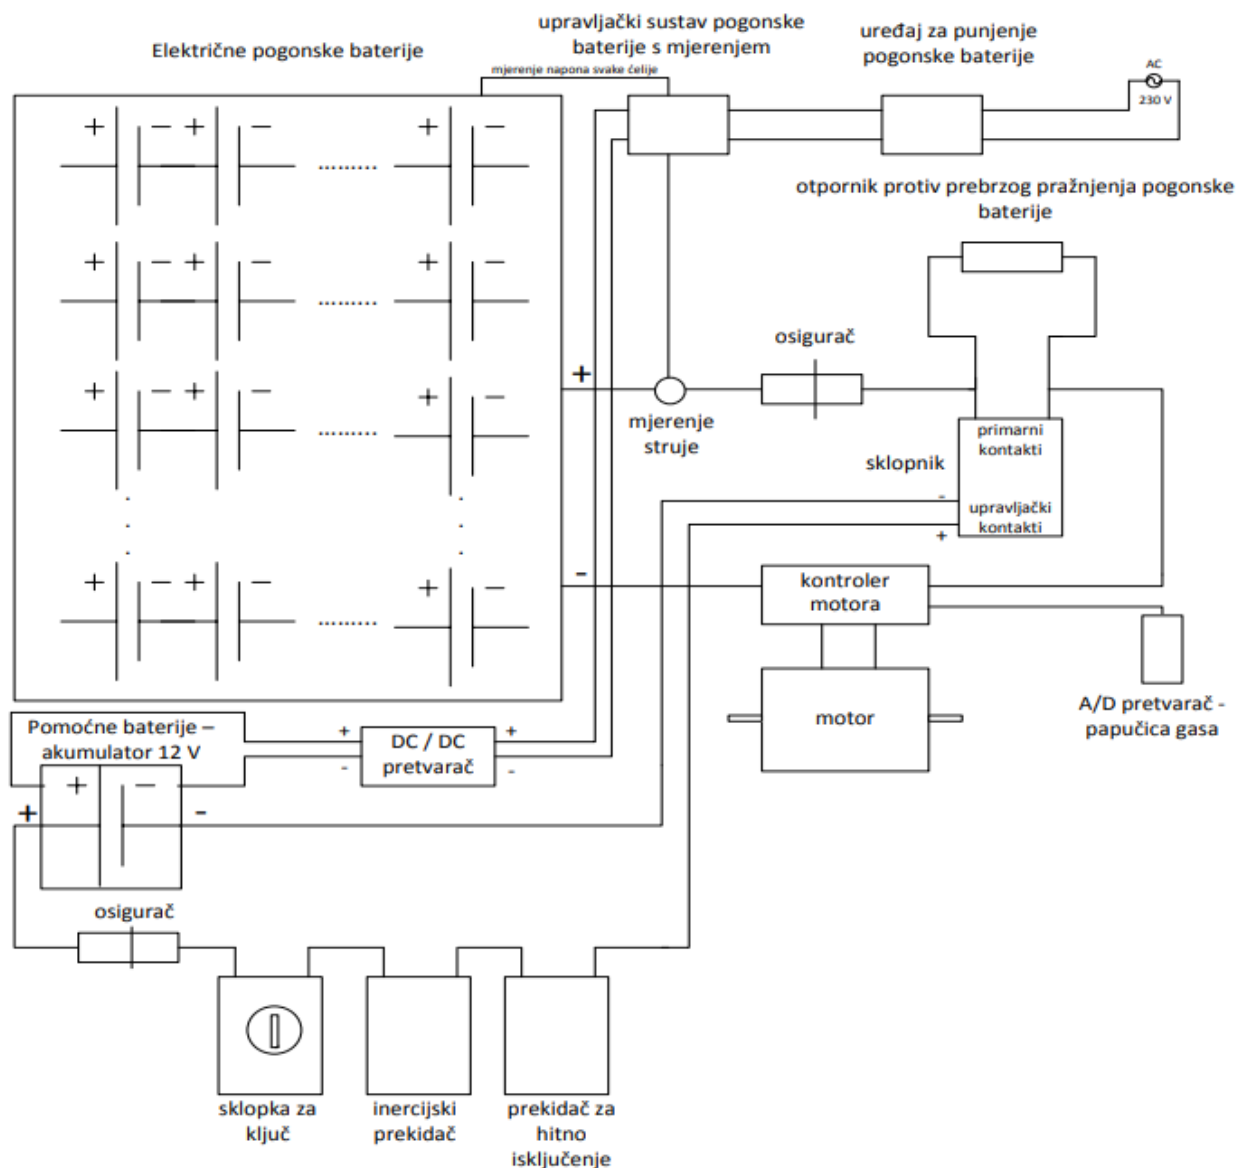 Električne pogonske baterije
upravljački sustav pogonske
baterije s mjerenjem
mjerenje napona svake ćelije
uređaj za punjenje
pogonske baterije
AC
230 V
+ − + − ......... + −
otpornik protiv prebrzog pražnjenja pogonske
baterije
+ − + − ......... + −
osigurač
+
mjerenje
struje
+ − + − ......... + −
primarni
kontakti
sklopnik
-
upravljački
kontakti
+
+ − + − ......... + −
-
kontroler
motora
motor
A/D pretvarač -
papučica gasa
Pomoćne baterije –
akumulator 12 V
+ DC / DC +
- pretvarač -
+ −
+ -
osigurač
sklopka za
ključ
inercijski
prekidač
prekidač za
hitno
isključenje